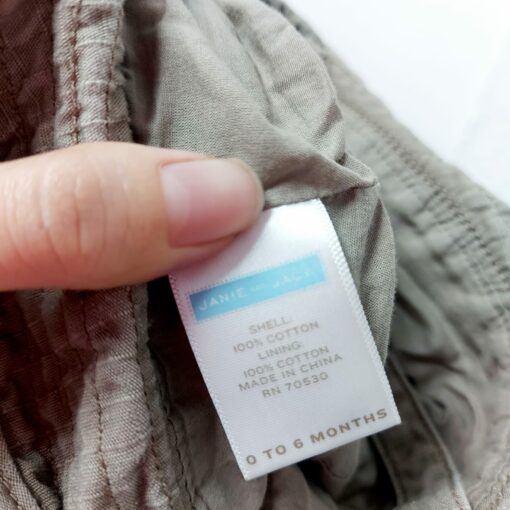 JANIE AND JACK
SHELL:
100% COTTON
LINING:
100% COTTON
MADE IN CHINA
RN 70530
0 TO 6 MONTHS